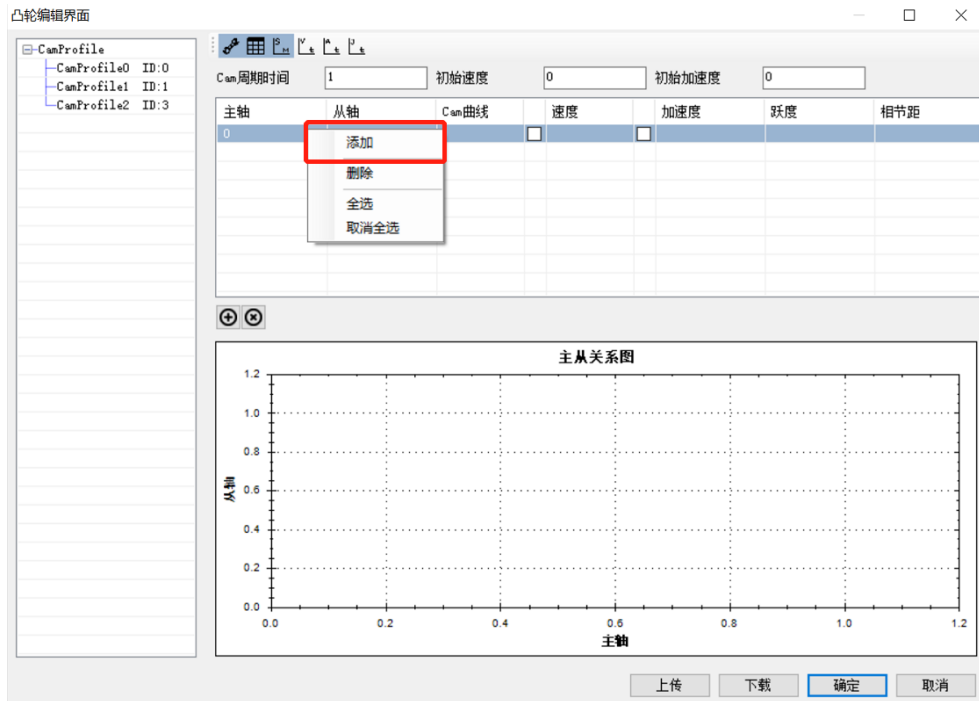 凸轮编辑界面
CamProfile
CamProfile0 ID:0
CamProfile1 ID:1
CamProfile2 ID:3
S M V t A t J t
Cam周期时间 1 初始速度 0 初始加速度 0
主轴 从轴 Cam曲线 速度 加速度 跃度 相节距
0
添加
删除
全选
取消全选
主从关系图
1.2
1.0
0.8
从轴
0.6
0.4
0.2
0.0
0.0 0.2 0.4 0.6 0.8 1.0 1.2
主轴
上传 下载 确定 取消